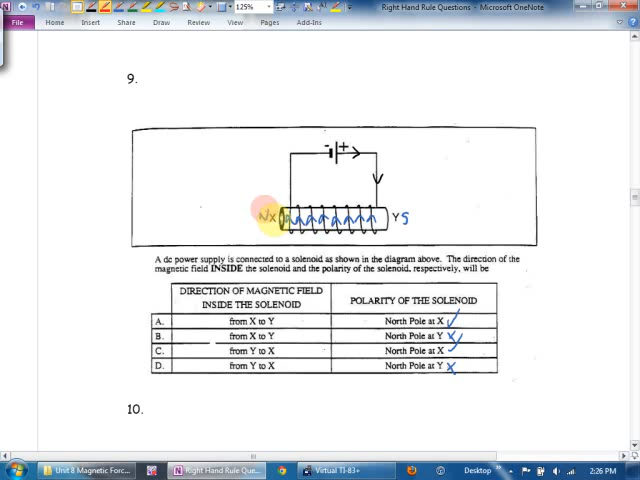 125%
Right Hand Rule Questions - Microsoft OneNote
File
Home
Insert
Share
Draw
Review
View
Add-Ins
9.
- +
NX
Y S
A dc power supply is connected to a solenoid as shown in the diagram above. The direction of the
magnetic field INSIDE the solenoid and the polarity of the solenoid, respectively, will be
DIRECTION OF MAGNETIC FIELD INSIDE THE SOLENOID
POLARITY OF THE SOLENOID
A. from X to Y North Pole at X
B. from X to Y North Pole at Y
C. from Y to X North Pole at X
D. from Y to X North Pole at Y
10.
Unit 8 Magnetic Forc...
Right Hand Rule Que...
Virtual TI-83+
Desktop
2:26 PM